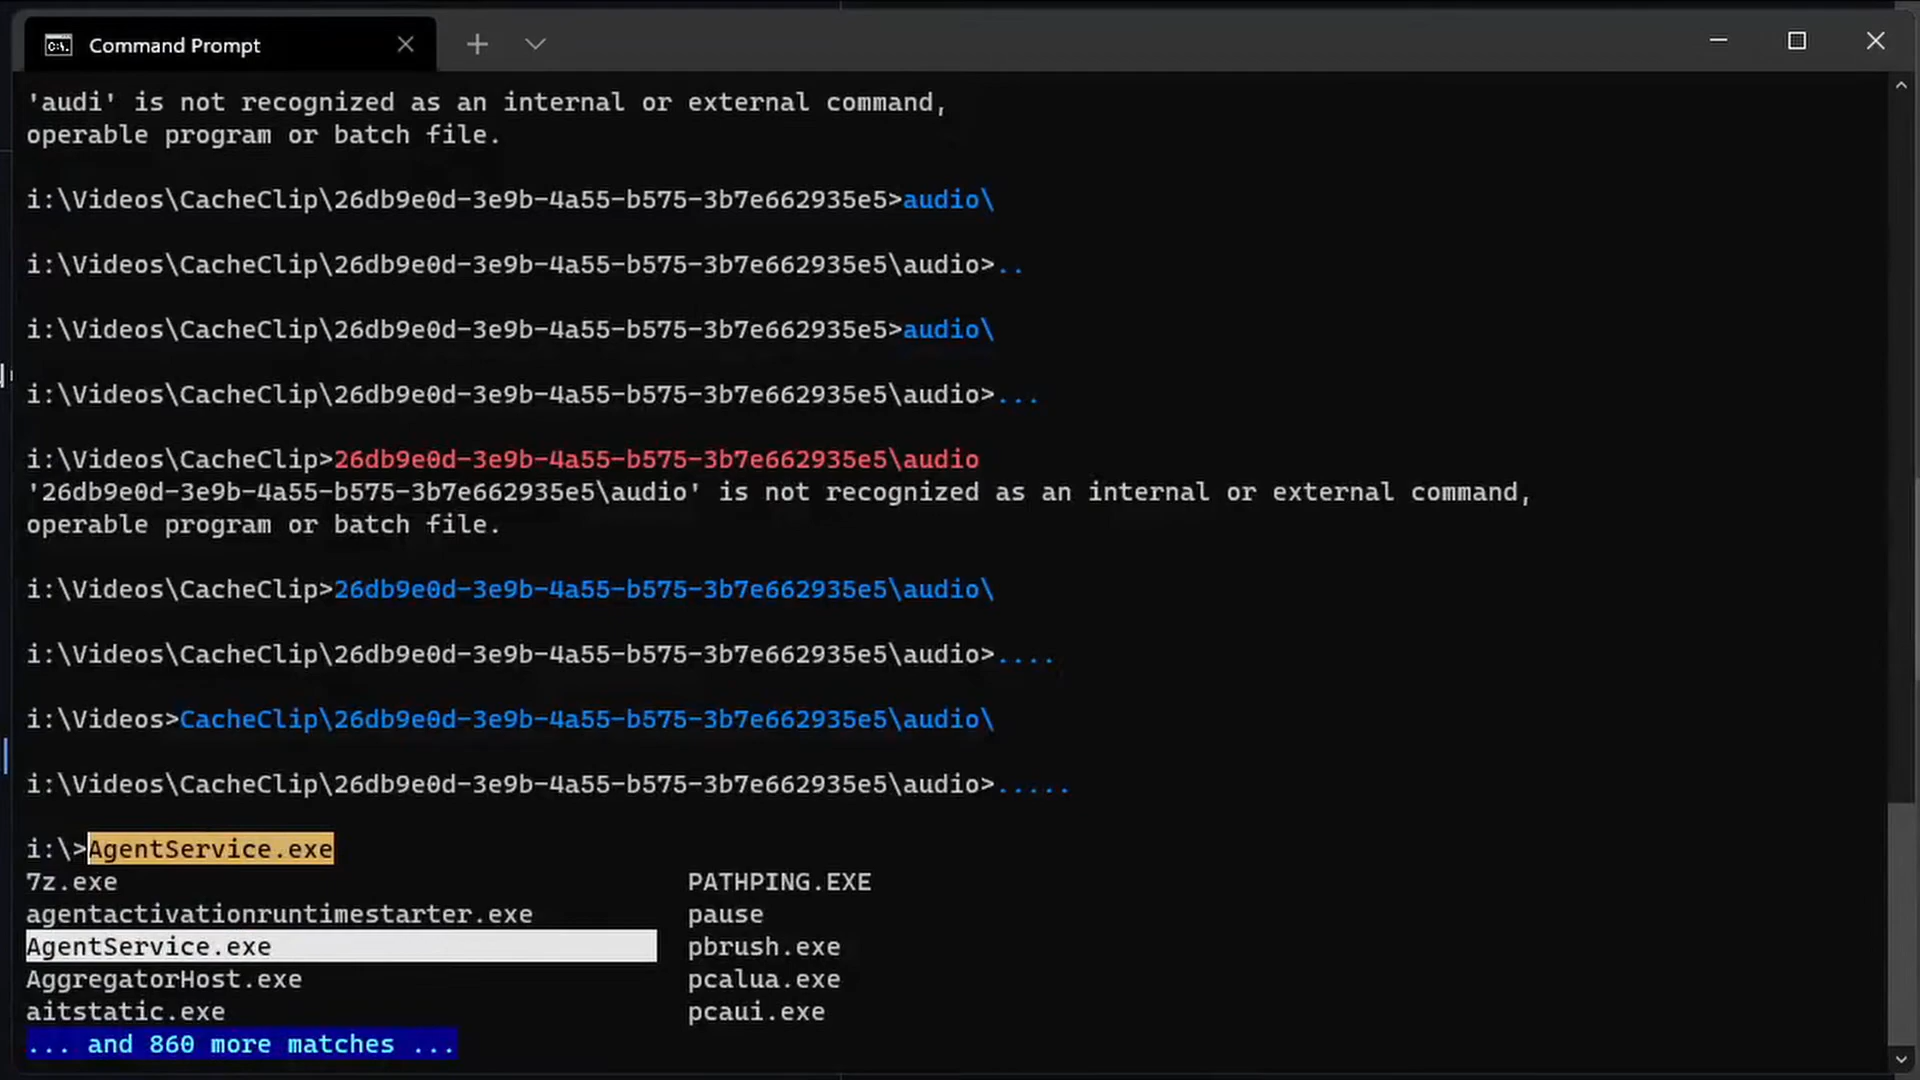 Command Prompt
'audi' is not recognized as an internal or external command,
operable program or batch file.
i:\Videos\CacheClip\26db9e0d-3e9b-4a55-b575-3b7e662935e5>audio\
i:\Videos\CacheClip\26db9e0d-3e9b-4a55-b575-3b7e662935e5\audio>..
i:\Videos\CacheClip\26db9e0d-3e9b-4a55-b575-3b7e662935e5>audio\
i:\Videos\CacheClip\26db9e0d-3e9b-4a55-b575-3b7e662935e5\audio>...
i:\Videos\CacheClip>26db9e0d-3e9b-4a55-b575-3b7e662935e5\audio
'26db9e0d-3e9b-4a55-b575-3b7e662935e5\audio' is not recognized as an internal or external command,
operable program or batch file.
i:\Videos\CacheClip>26db9e0d-3e9b-4a55-b575-3b7e662935e5\audio\
i:\Videos\CacheClip\26db9e0d-3e9b-4a55-b575-3b7e662935e5\audio>....
i:\Videos>CacheClip\26db9e0d-3e9b-4a55-b575-3b7e662935e5\audio\
i:\Videos\CacheClip\26db9e0d-3e9b-4a55-b575-3b7e662935e5\audio>.....
i:\>AgentService.exe
7z.exe PATHPING.EXE
agentactivationruntimestarter.exe pause
AgentService.exe pbrush.exe
AggregatorHost.exe pcalua.exe
aitstatic.exe pcaui.exe
... and 860 more matches ...